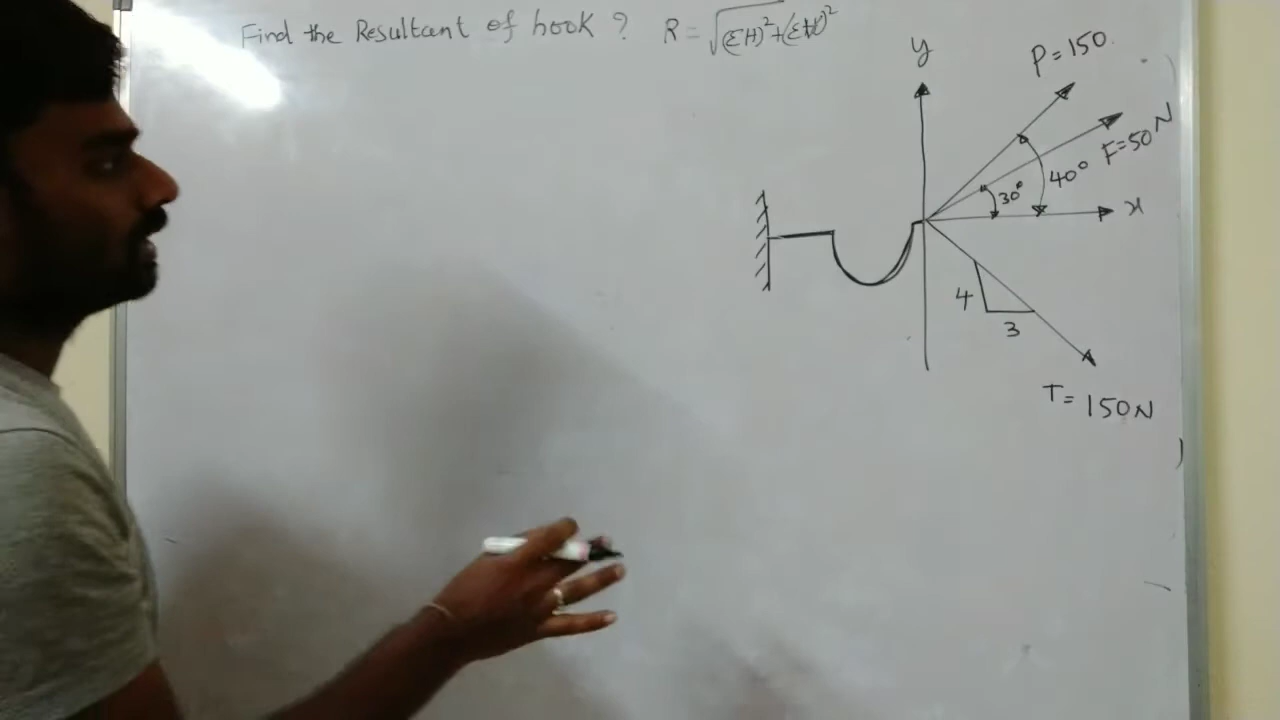 Find the Resultant of hook ? R = √(ΣH)²+(ΣV)²
y
P=150
F=50N
40°
30°
x
4
3
T= 150N